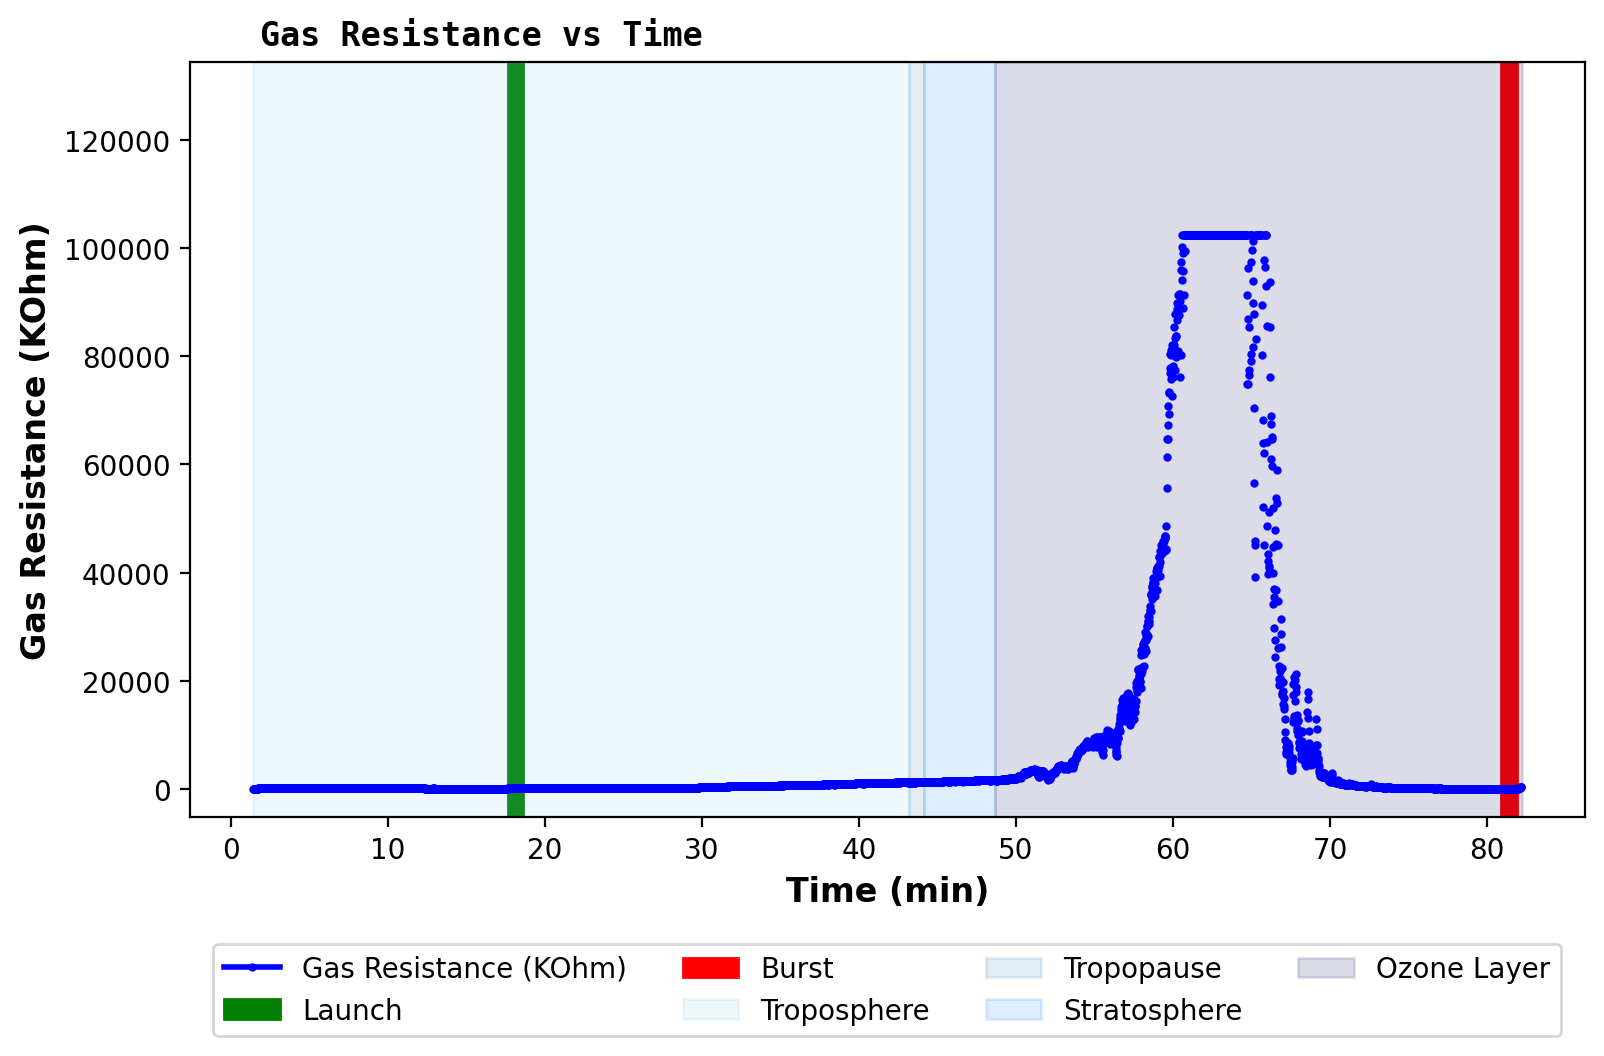 Gas Resistance vs Time
Gas Resistance (KOhm)
120000
100000
80000
60000
40000
20000
0
0 10 20 30 40 50 60 70 80
Time (min)
Gas Resistance (KOhm) Burst Tropopause Ozone Layer
Launch Troposphere Stratosphere